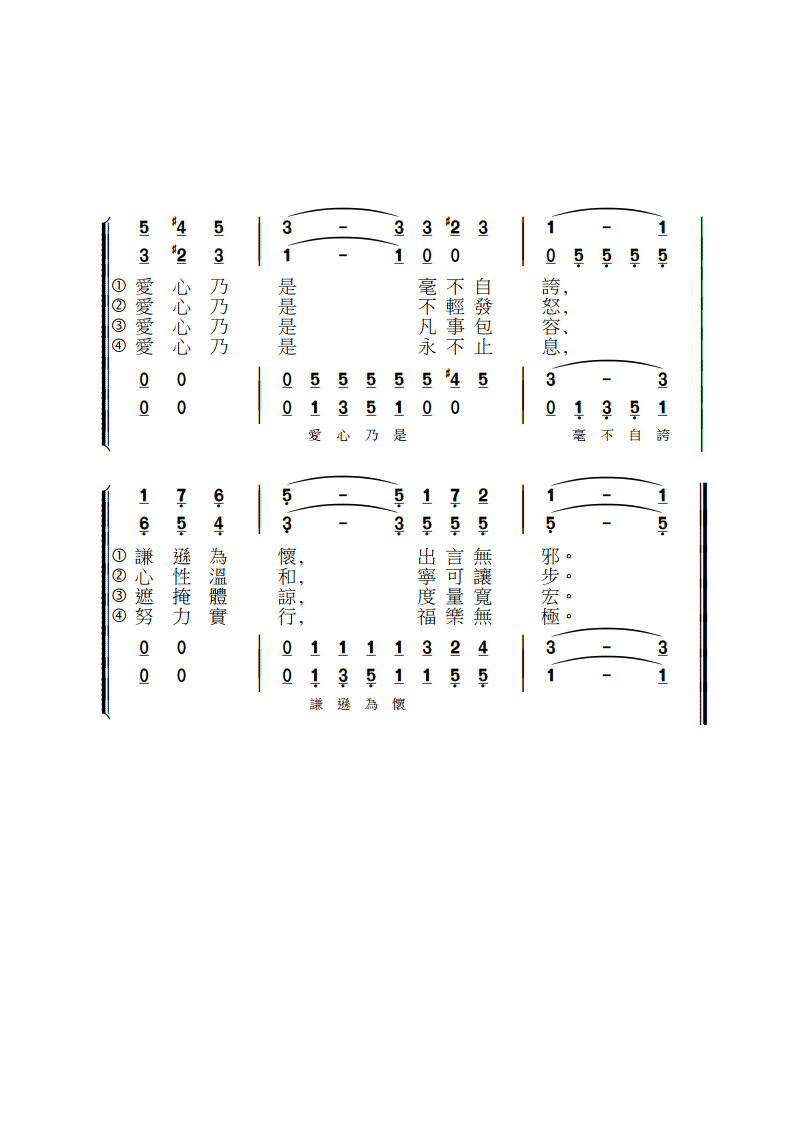 5 ♯4 5 | 3 – 3 3 ♯2 3 | 1 – 1
3 ♯2 3 | 1 – 1 0 0 | 0 5̣ 5̣ 5̣ 5̣
①愛心乃 是 毫不自 誇，
②愛心乃 是 不輕發 怒，
③愛心乃 是 凡事包 容、
④愛心乃 是 永不止 息，
0 0 | 0 5 5 5 5 5 ♯4 5 | 3 – 3
0 0 | 0 1 3 5 1 0 0 | 0 1̣ 3̣ 5̣ 1
愛心乃是 毫不自誇
1 7̣ 6̣ | 5̣ – 5̣ 1 7̣ 2 | 1 – 1
6̣ 5̣ 4̣ | 3̣ – 3̣ 5̣ 5̣ 5̣ | 5̣ – 5̣
①謙遜為 懷， 出言無 邪。
②心性溫 和， 寧可讓 步。
③遮掩體 諒， 度量寬 宏。
④努力實 行， 福樂無 極。
0 0 | 0 1 1 1 1 3 2 4 | 3 – 3
0 0 | 0 1̣ 3̣ 5̣ 1 1 5̣ 5̣ | 1 – 1
謙遜為懷